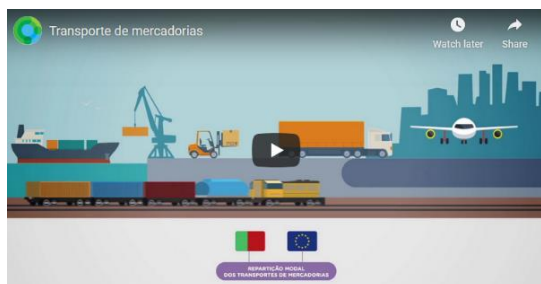 Transporte de mercadorias
Watch later
Share
REPARTIÇÃO MODAL
DOS TRANSPORTES DE MERCADORIAS